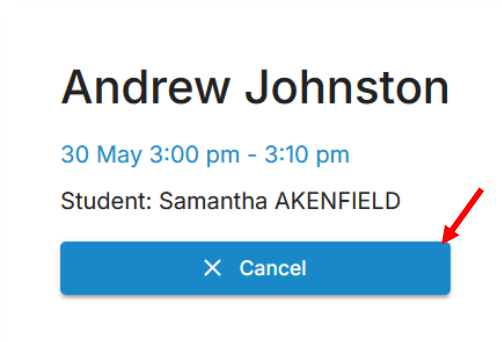 Andrew Johnston
30 May 3:00 pm - 3:10 pm
Student: Samantha AKENFIELD
Cancel